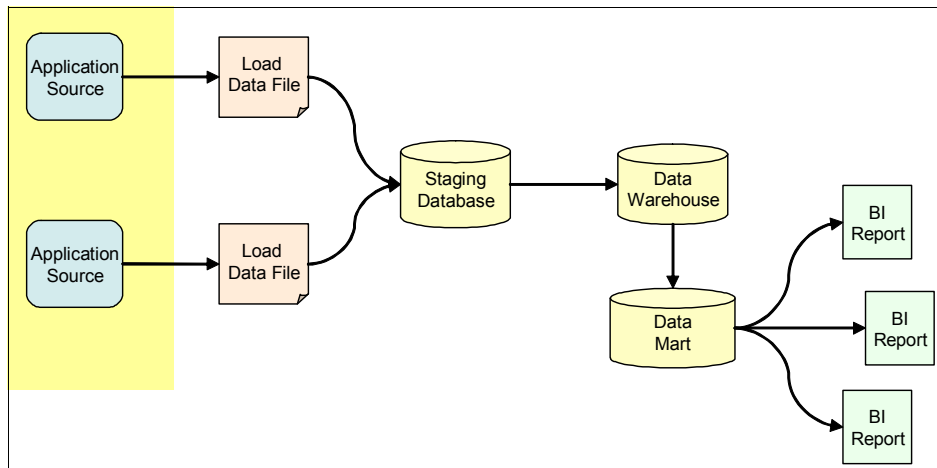 Application
Source
Load
Data File
Application
Source
Load
Data File
Staging
Database
Data
Warehouse
Data
Mart
BI
Report
BI
Report
BI
Report